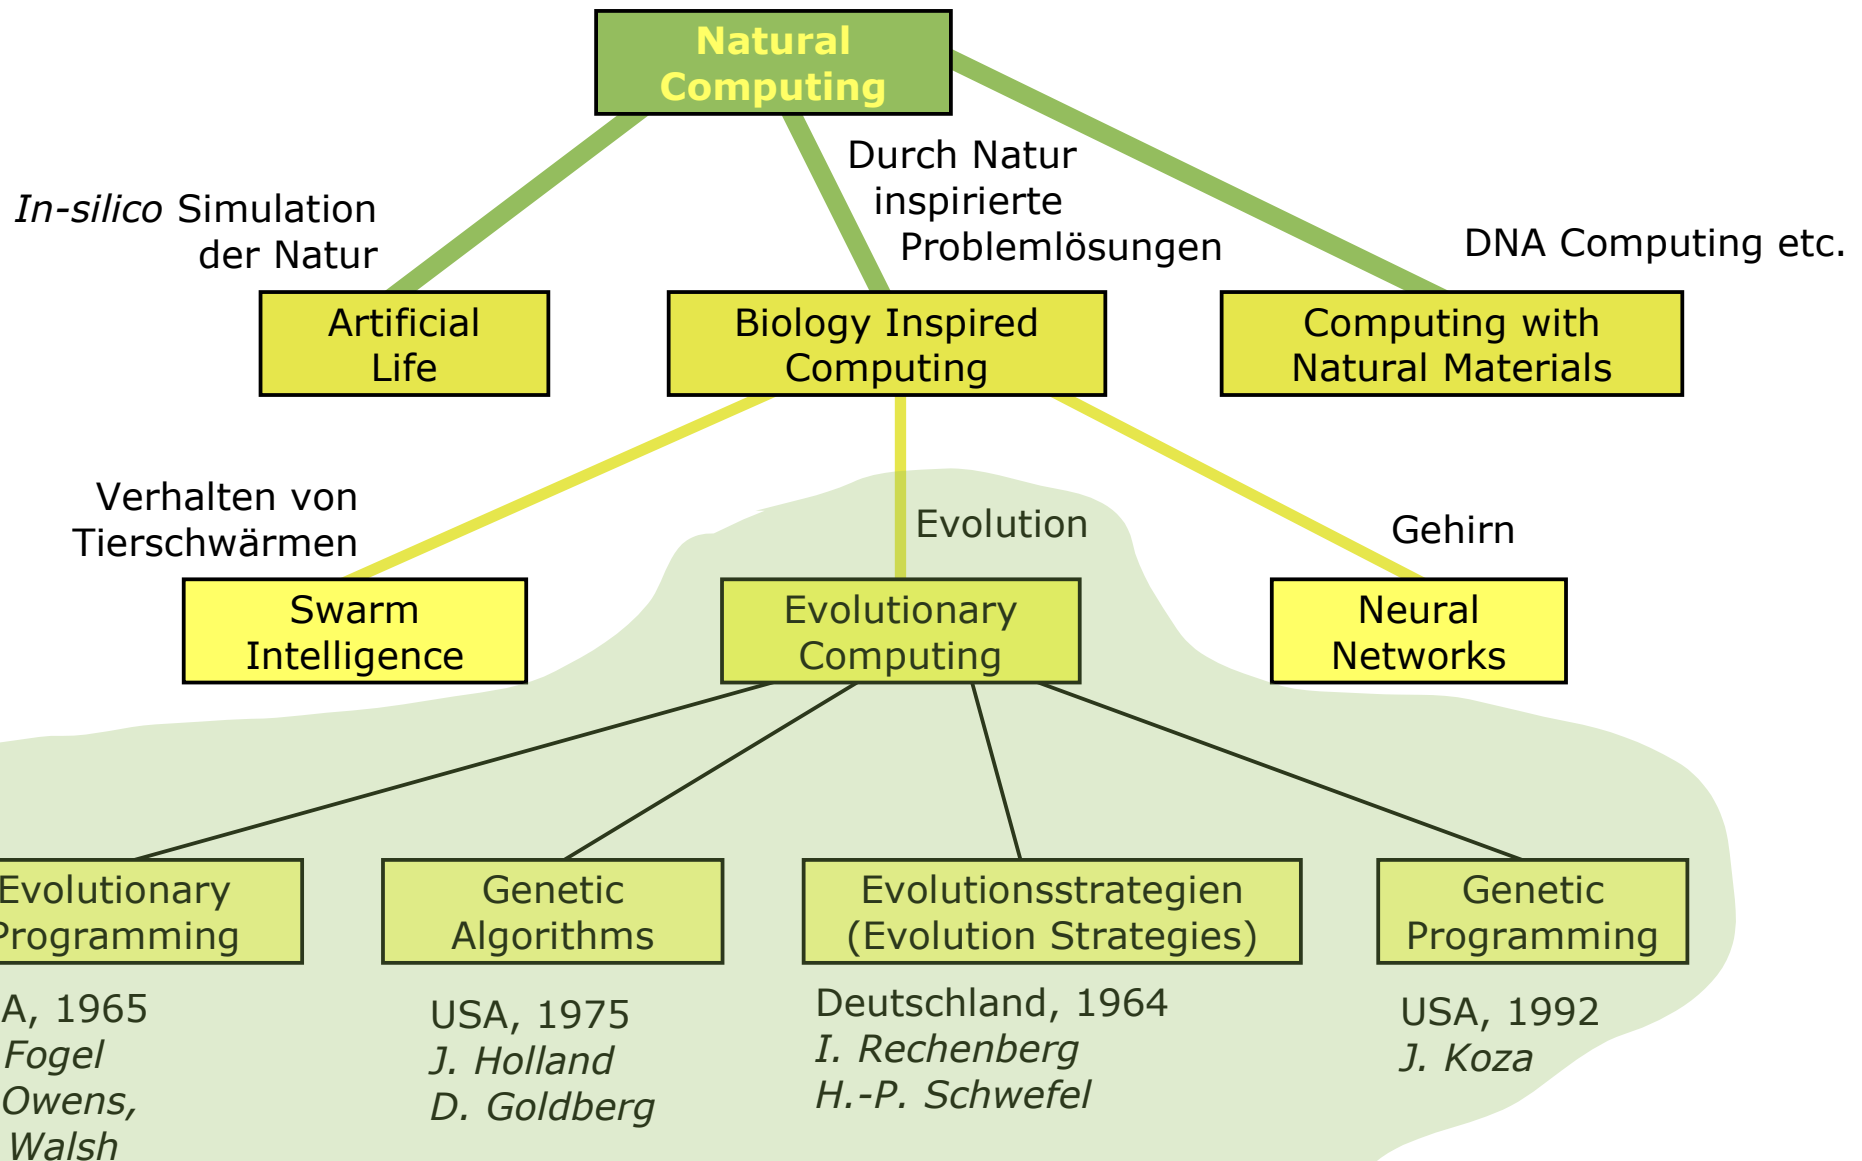 Natural
Computing
Durch Natur
inspirierte
Problemlösungen
In-silico Simulation
der Natur
DNA Computing etc.
Artificial
Life
Biology Inspired
Computing
Computing with
Natural Materials
Verhalten von
Tierschwärmen
Evolution
Gehirn
Swarm
Intelligence
Evolutionary
Computing
Neural
Networks
Evolutionary
Programming
Genetic
Algorithms
Evolutionsstrategien
(Evolution Strategies)
Genetic
Programming
A, 1965
Fogel
Owens,
Walsh
USA, 1975
J. Holland
D. Goldberg
Deutschland, 1964
I. Rechenberg
H.-P. Schwefel
USA, 1992
J. Koza